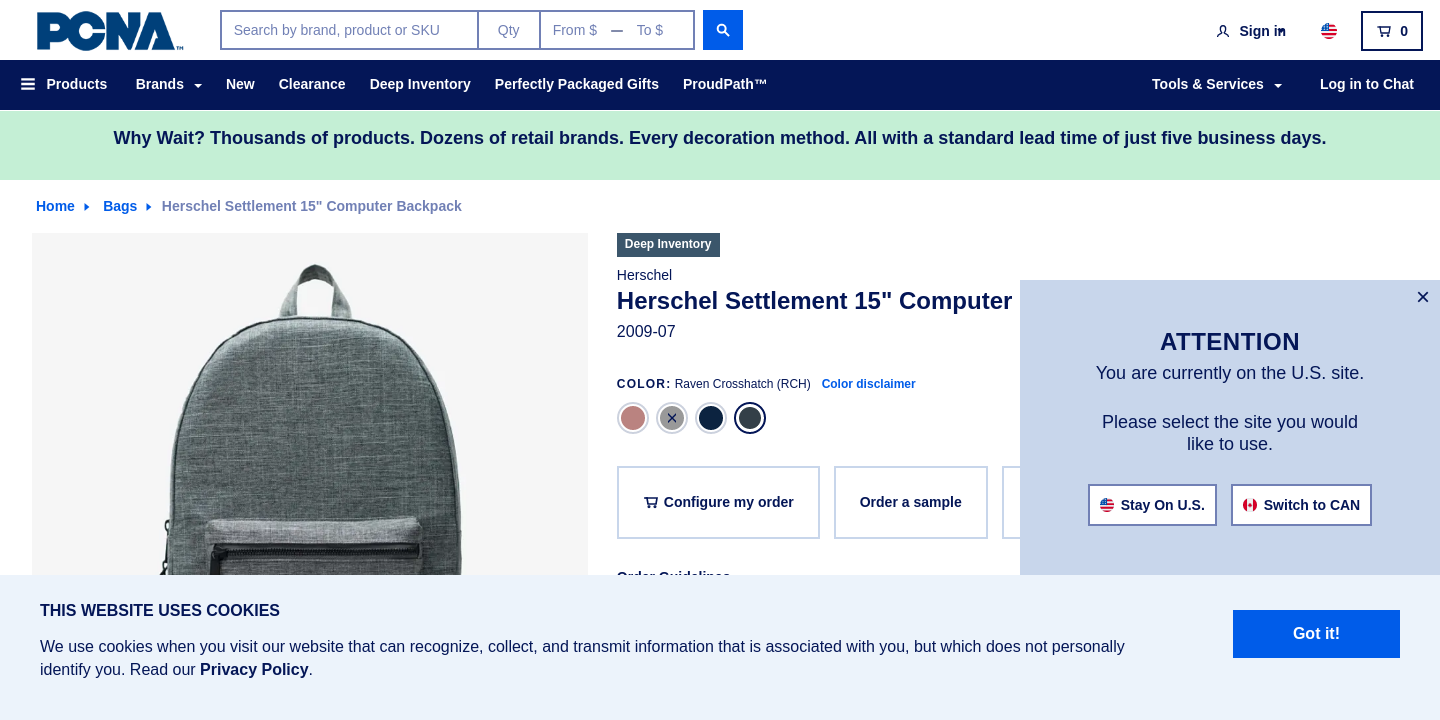 PCNA™
Search by brand, product or SKU
Qty
From $ — To $
Sign in
0
Products
Brands
New
Clearance
Deep Inventory
Perfectly Packaged Gifts
ProudPath™
Tools & Services
Log in to Chat
Why Wait? Thousands of products. Dozens of retail brands. Every decoration method. All with a standard lead time of just five business days.
Home
Bags
Herschel Settlement 15" Computer Backpack
Deep Inventory
Herschel
Herschel Settlement 15" Computer
2009-07
COLOR: Raven Crosshatch (RCH) Color disclaimer
Configure my order
Order a sample
Order Guidelines
×
ATTENTION
You are currently on the U.S. site.
Please select the site you would
like to use.
Stay On U.S.
Switch to CAN
THIS WEBSITE USES COOKIES
We use cookies when you visit our website that can recognize, collect, and transmit information that is associated with you, but which does not personally
identify you. Read our Privacy Policy.
Got it!